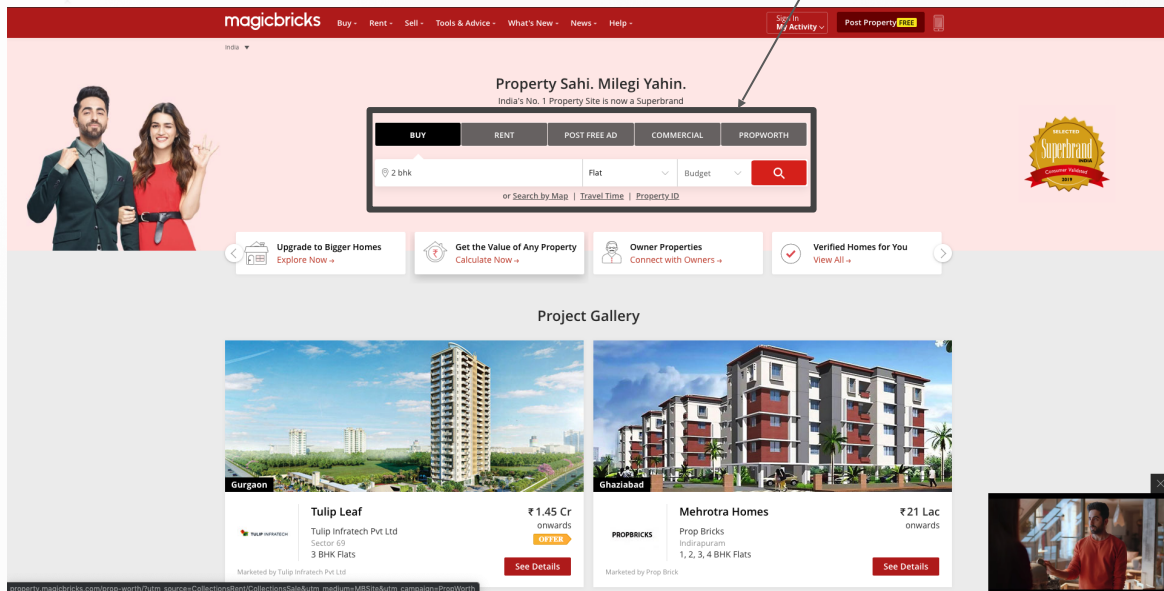 magicbricks Buy Rent Sell Tools & Advice What's New News Help
Sign In
My Activity
Post Property FREE
India
Property Sahi. Milegi Yahin.
India's No. 1 Property Site is now a Superbrand
BUY RENT POST FREE AD COMMERCIAL PROPWORTH
2 bhk Flat Budget
or Search by Map | Travel Time | Property ID
SELECTED
Superbrand
INDIA
Consumer Validated
2019
Upgrade to Bigger Homes
Explore Now →
Get the Value of Any Property
Calculate Now →
Owner Properties
Connect with Owners →
Verified Homes for You
View All →
Project Gallery
Gurgaon
Tulip Leaf
₹ 1.45 Cr
onwards
OFFER
TULIP INFRATECH
Tulip Infratech Pvt Ltd
Sector 69
3 BHK Flats
Marketed by Tulip Infratech Pvt Ltd
See Details
Ghaziabad
Mehrotra Homes
₹ 21 Lac
onwards
PROPBRICKS
Prop Bricks
Indirapuram
1, 2, 3, 4 BHK Flats
Marketed by Prop Brick
See Details
property.magicbricks.com/prop-worth/?utm_source=CollectionsRent/CollectionsSale&utm_medium=MBSite&utm_campaign=PropWorth